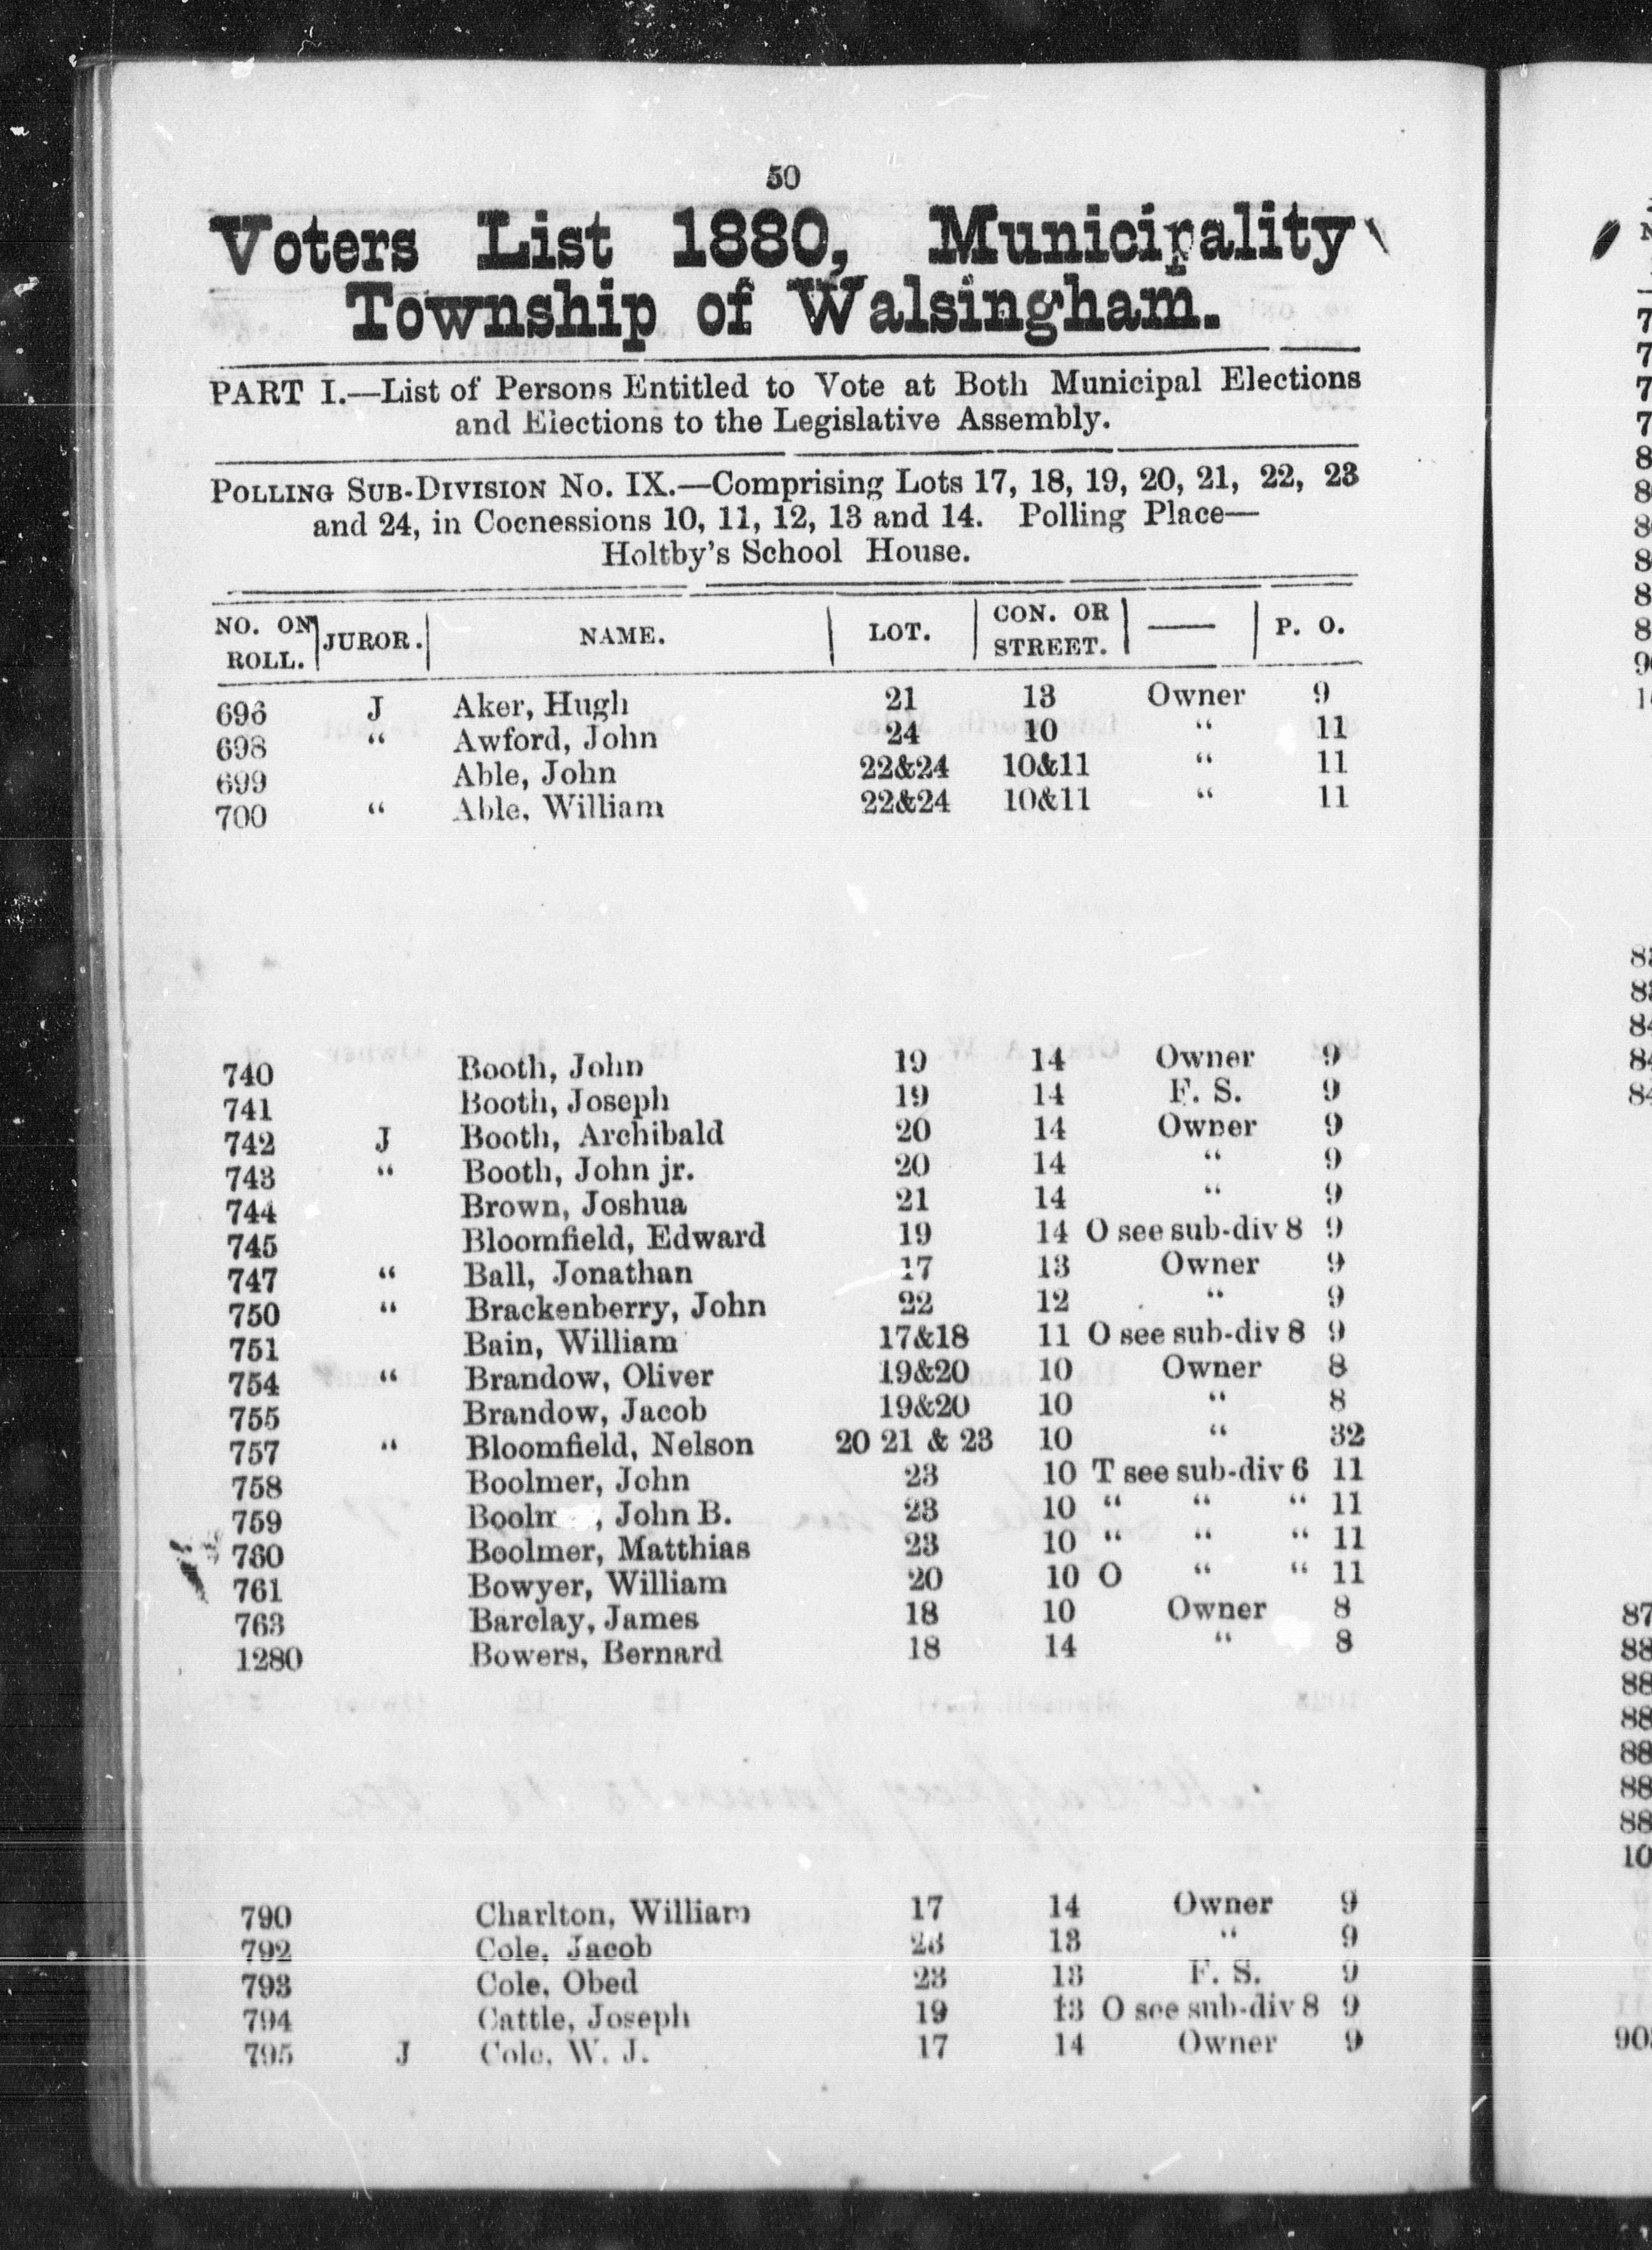 50
Voters List 1880, Municipality
Township of Walsingham.
PART I.—List of Persons Entitled to Vote at Both Municipal Elections
and Elections to the Legislative Assembly.
POLLING SUB-DIVISION No. IX.—Comprising Lots 17, 18, 19, 20, 21, 22, 23
and 24, in Cocnessions 10, 11, 12, 13 and 14. Polling Place—
Holtby's School House.
NO. ON ROLL. JUROR. NAME. LOT. CON. OR STREET. —— P. O.
696 J Aker, Hugh 21 13 Owner 9
698 “ Awford, John 24 10 “ 11
699 Able, John 22&24 10&11 “ 11
700 “ Able, William 22&24 10&11 “ 11
740 Booth, John 19 14 Owner 9
741 Booth, Joseph 19 14 F. S. 9
742 J Booth, Archibald 20 14 Owner 9
743 “ Booth, John jr. 20 14 “ 9
744 Brown, Joshua 21 14 “ 9
745 Bloomfield, Edward 19 14 O see sub-div 8 9
747 “ Ball, Jonathan 17 13 Owner 9
750 “ Brackenberry, John 22 12 “ 9
751 Bain, William 17&18 11 O see sub-div 8 9
754 “ Brandow, Oliver 19&20 10 Owner 8
755 Brandow, Jacob 19&20 10 “ 8
757 “ Bloomfield, Nelson 20 21 & 23 10 “ 32
758 Boolmer, John 23 10 T see sub-div 6 11
759 , John B. 23 10 “ “ “ 11
760 Boolmer, Matthias 23 10 “ “ “ 11
761 Bowyer, William 20 10 O “ “ 11
763 Barclay, James 18 10 Owner 8
1280 Bowers, Bernard 18 14 “ 8
790 Charlton, William 17 14 Owner 9
792 Cole, Jacob 23 13 “ 9
793 Cole, Obed 23 13 F. S. 9
794 Cattle, Joseph 19 13 O see sub-div 8 9
795 J Cole, W. J. 17 14 Owner 9